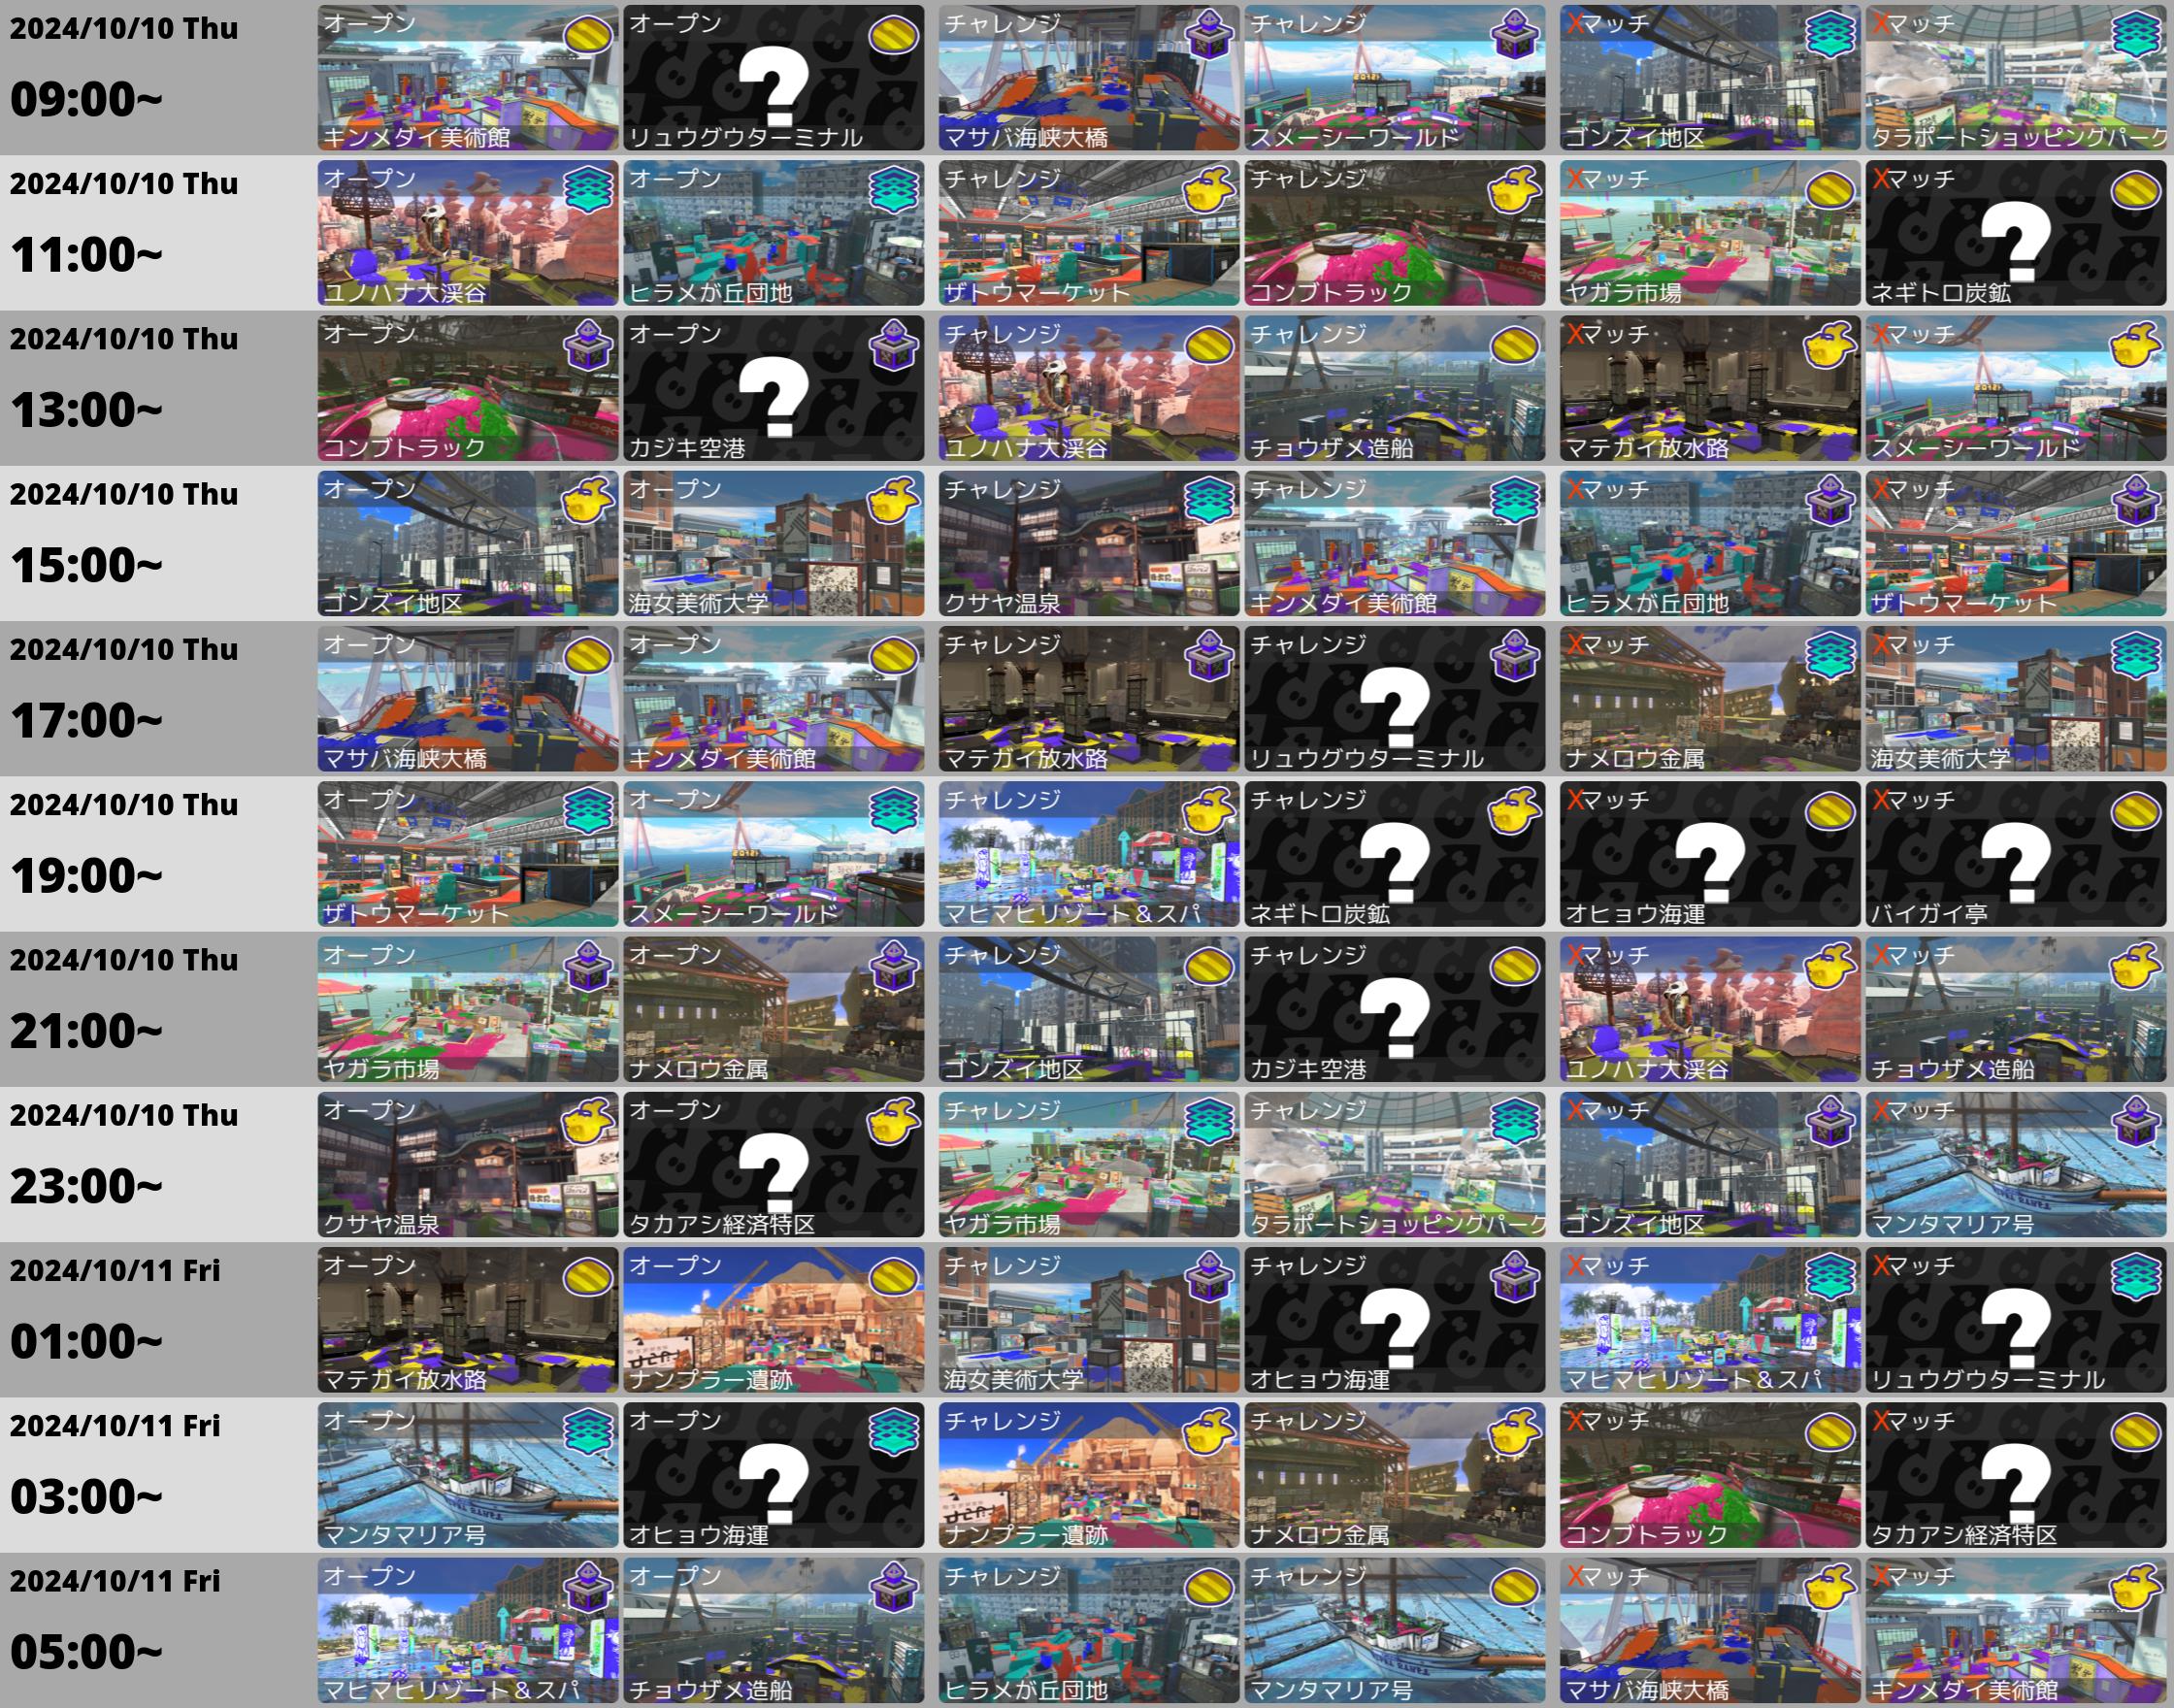 2024/10/10 Thu
09:00~
オープン
キンメダイ美術館
オープン
?
リュウグウターミナル
チャレンジ
マサバ海峡大橋
チャレンジ
スメーシーワールド
Xマッチ
ゴンズイ地区
Xマッチ
タラポートショッピングパーク
2024/10/10 Thu
11:00~
オープン
ユノハナ大渓谷
オープン
ヒラメが丘団地
チャレンジ
ザトウマーケット
チャレンジ
コンブトラック
Xマッチ
ヤガラ市場
Xマッチ
?
ネギトロ炭鉱
2024/10/10 Thu
13:00~
オープン
コンブトラック
オープン
?
カジキ空港
チャレンジ
ユノハナ大渓谷
チャレンジ
チョウザメ造船
Xマッチ
マテガイ放水路
Xマッチ
スメーシーワールド
2024/10/10 Thu
15:00~
オープン
ゴンズイ地区
オープン
海女美術大学
チャレンジ
クサヤ温泉
チャレンジ
キンメダイ美術館
Xマッチ
ヒラメが丘団地
Xマッチ
ザトウマーケット
2024/10/10 Thu
17:00~
オープン
マサバ海峡大橋
オープン
キンメダイ美術館
チャレンジ
マテガイ放水路
チャレンジ
?
リュウグウターミナル
Xマッチ
ナメロウ金属
Xマッチ
海女美術大学
2024/10/10 Thu
19:00~
オープン
ザトウマーケット
オープン
スメーシーワールド
チャレンジ
マヒマヒリゾート&スパ
チャレンジ
?
ネギトロ炭鉱
Xマッチ
?
オヒョウ海運
Xマッチ
?
バイガイ亭
2024/10/10 Thu
21:00~
オープン
ヤガラ市場
オープン
ナメロウ金属
チャレンジ
ゴンズイ地区
チャレンジ
?
カジキ空港
Xマッチ
ユノハナ大渓谷
Xマッチ
チョウザメ造船
2024/10/10 Thu
23:00~
オープン
クサヤ温泉
オープン
?
タカアシ経済特区
チャレンジ
ヤガラ市場
チャレンジ
タラポートショッピングパーク
Xマッチ
ゴンズイ地区
Xマッチ
マンタマリア号
2024/10/11 Fri
01:00~
オープン
マテガイ放水路
オープン
ナンプラー遺跡
チャレンジ
海女美術大学
チャレンジ
?
オヒョウ海運
Xマッチ
マヒマヒリゾート&スパ
Xマッチ
?
リュウグウターミナル
2024/10/11 Fri
03:00~
オープン
マンタマリア号
オープン
?
オヒョウ海運
チャレンジ
ナンプラー遺跡
チャレンジ
ナメロウ金属
Xマッチ
コンブトラック
Xマッチ
?
タカアシ経済特区
2024/10/11 Fri
05:00~
オープン
マヒマヒリゾート&スパ
オープン
チョウザメ造船
チャレンジ
ヒラメが丘団地
チャレンジ
マンタマリア号
Xマッチ
マサバ海峡大橋
Xマッチ
キンメダイ美術館